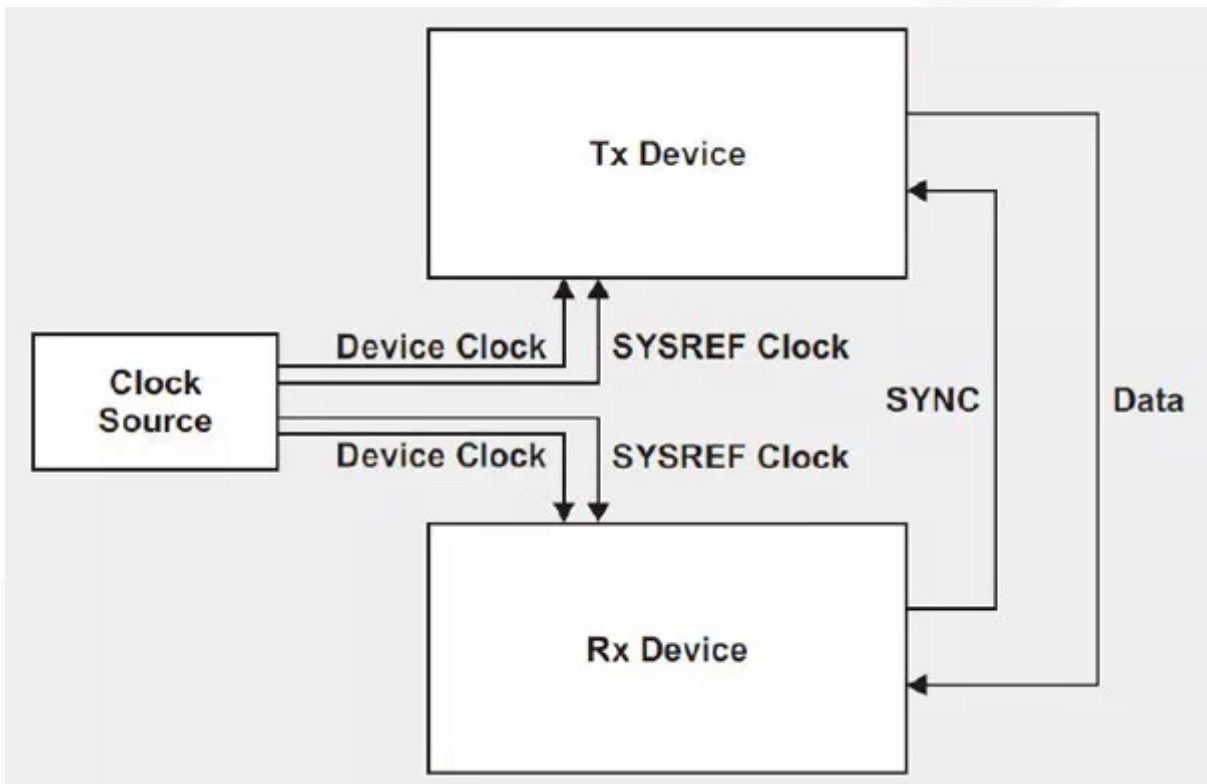 Tx Device
Device Clock
SYSREF Clock
Clock
Source
SYNC
Data
Device Clock
SYSREF Clock
Rx Device